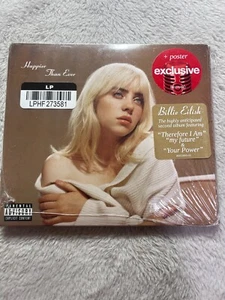 + poster
exclusive
Happier
Than Ever
LP
LPHF273581
Billie Eilish
The highly anticipated
second album featuring
"Therefore I Am"
"my future"
"Your Power"
PARENTAL
ADVISORY
EXPLICIT CONTENT